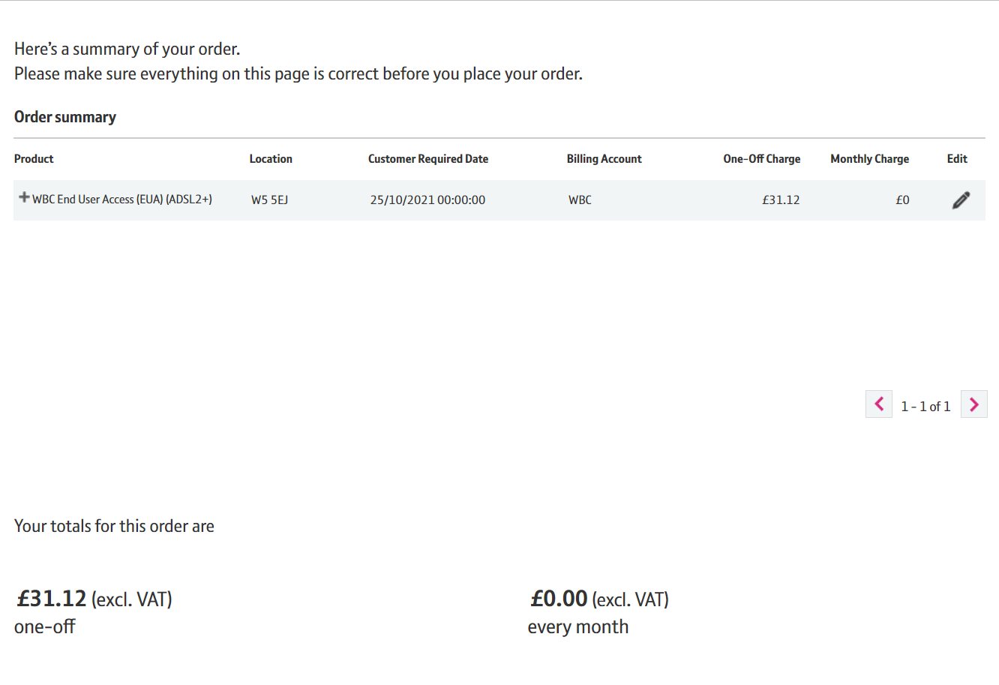 Here’s a summary of your order.
Please make sure everything on this page is correct before you place your order.
Order summary
Product Location Customer Required Date Billing Account One-Off Charge Monthly Charge Edit
WBC End User Access (EUA) (ADSL2+) W5 5EJ 25/10/2021 00:00:00 WBC £31.12 £0
1 - 1 of 1
Your totals for this order are
£31.12 (excl. VAT) £0.00 (excl. VAT)
one-off every month